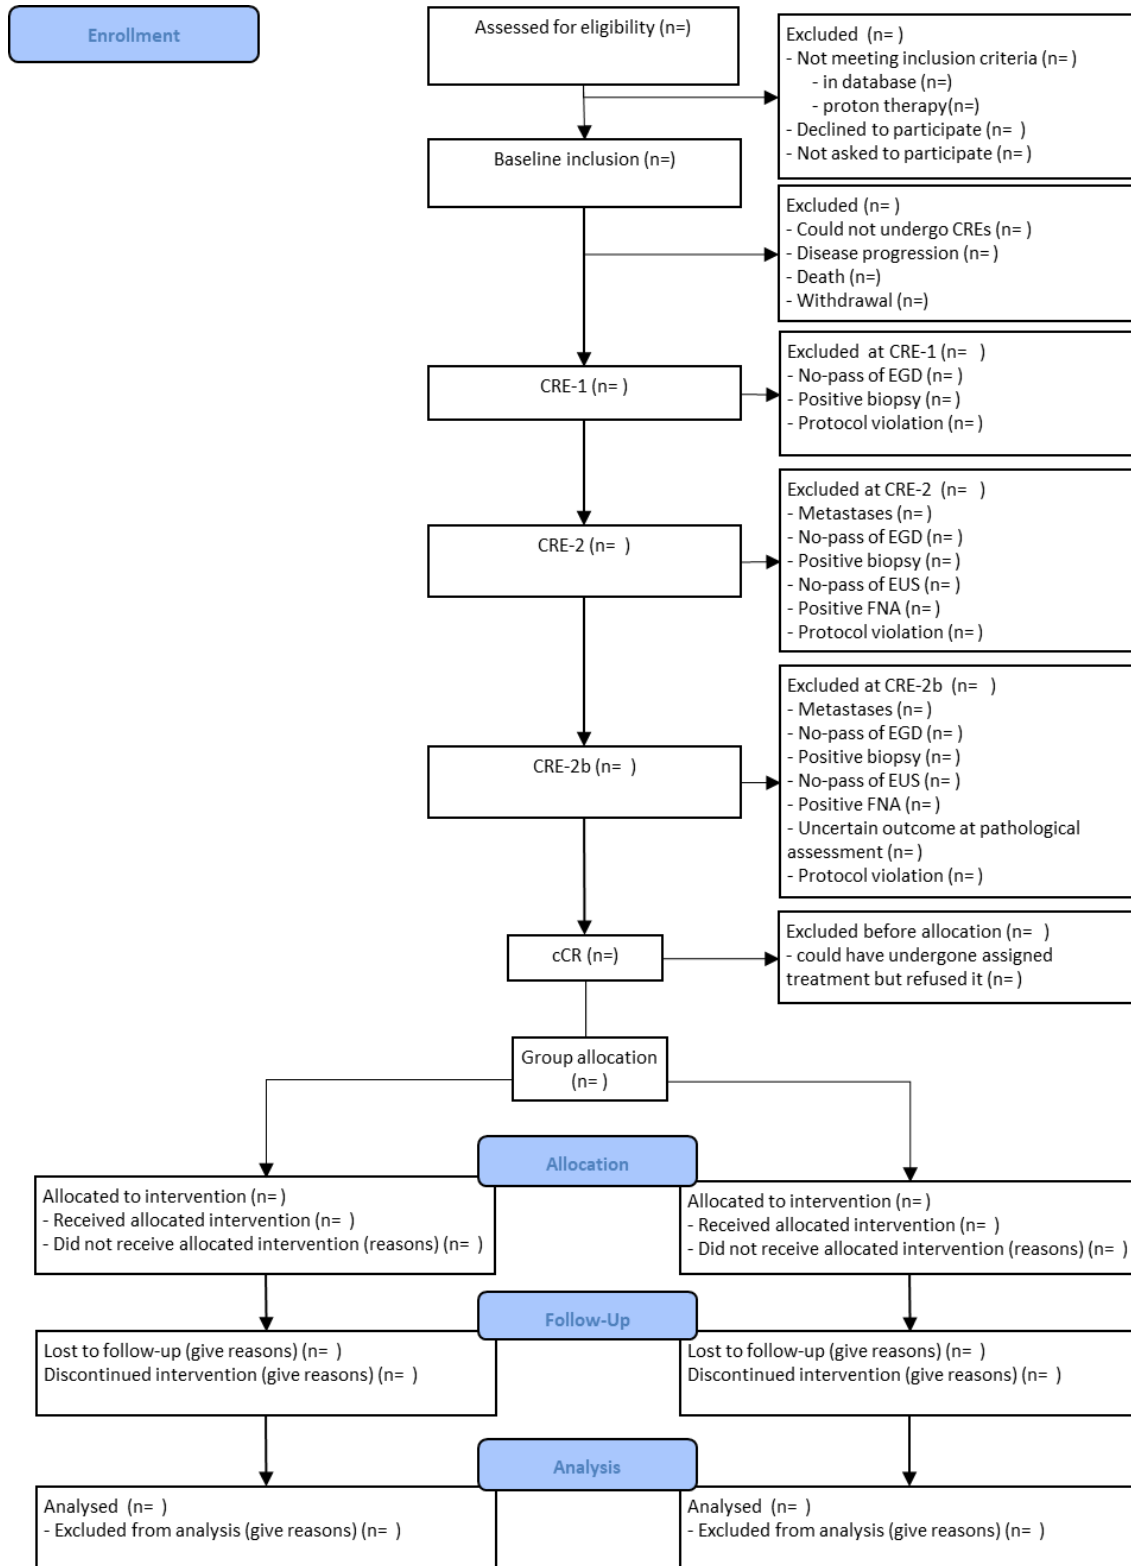 Enrollment
Assessed for eligibility (n=)
Excluded (n= )
- Not meeting inclusion criteria (n= )
- in database (n=)
- proton therapy(n=)
- Declined to participate (n= )
- Not asked to participate (n= )
Baseline inclusion (n=)
Excluded (n= )
- Could not undergo CREs (n= )
- Disease progression (n= )
- Death (n=)
- Withdrawal (n=)
CRE-1 (n= )
Excluded at CRE-1 (n= )
- No-pass of EGD (n= )
- Positive biopsy (n= )
- Protocol violation (n= )
CRE-2 (n= )
Excluded at CRE-2 (n= )
- Metastases (n= )
- No-pass of EGD (n= )
- Positive biopsy (n= )
- No-pass of EUS (n= )
- Positive FNA (n= )
- Protocol violation (n= )
CRE-2b (n= )
Excluded at CRE-2b (n= )
- Metastases (n= )
- No-pass of EGD (n= )
- Positive biopsy (n= )
- No-pass of EUS (n= )
- Positive FNA (n= )
- Uncertain outcome at pathological
assessment (n= )
- Protocol violation (n= )
cCR (n=)
Excluded before allocation (n= )
- could have undergone assigned
treatment but refused it (n= )
Group allocation
(n= )
Allocation
Allocated to intervention (n= )
- Received allocated intervention (n= )
- Did not receive allocated intervention (reasons) (n= )
Allocated to intervention (n= )
- Received allocated intervention (n= )
- Did not receive allocated intervention (reasons) (n= )
Follow-Up
Lost to follow-up (give reasons) (n= )
Discontinued intervention (give reasons) (n= )
Lost to follow-up (give reasons) (n= )
Discontinued intervention (give reasons) (n= )
Analysis
Analysed (n= )
- Excluded from analysis (give reasons) (n= )
Analysed (n= )
- Excluded from analysis (give reasons) (n= )